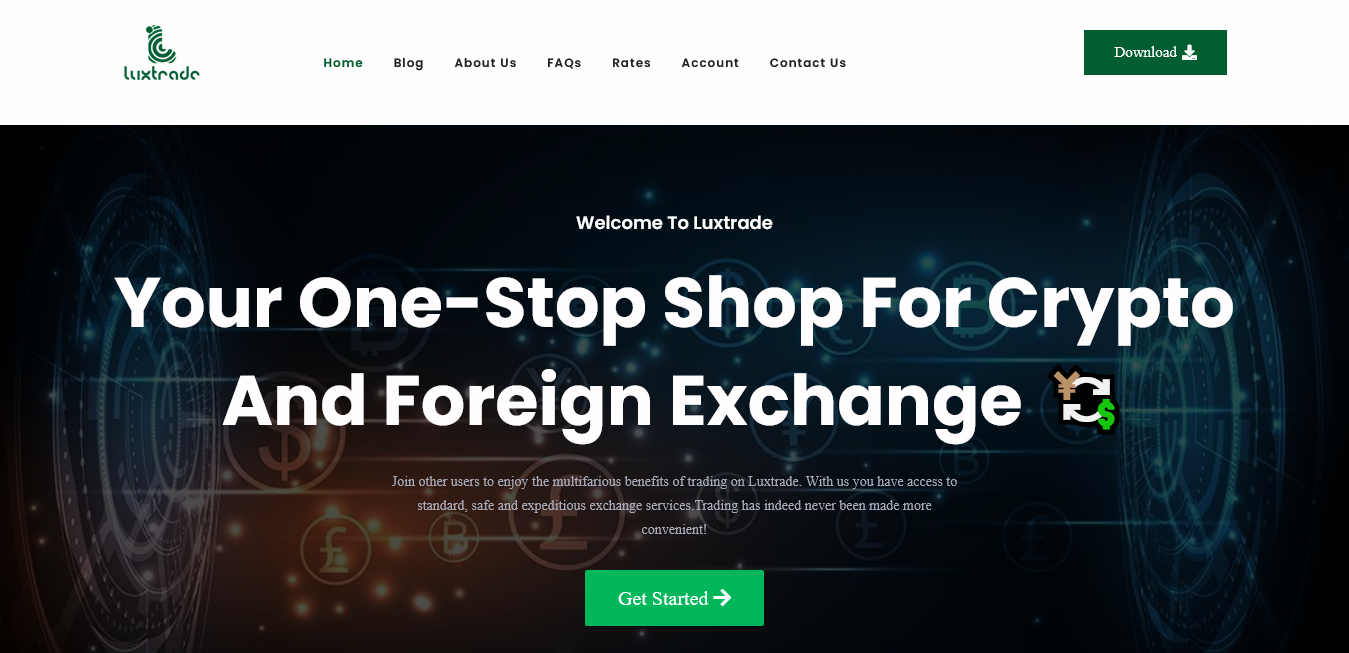 luxtrade
Home Blog About Us FAQs Rates Account Contact Us
Download
Welcome To Luxtrade
Your One-Stop Shop For Crypto
And Foreign Exchange
Join other users to enjoy the multifarious benefits of trading on Luxtrade. With us you have access to
standard, safe and expeditious exchange services.Trading has indeed never been made more
convenient!
Get Started